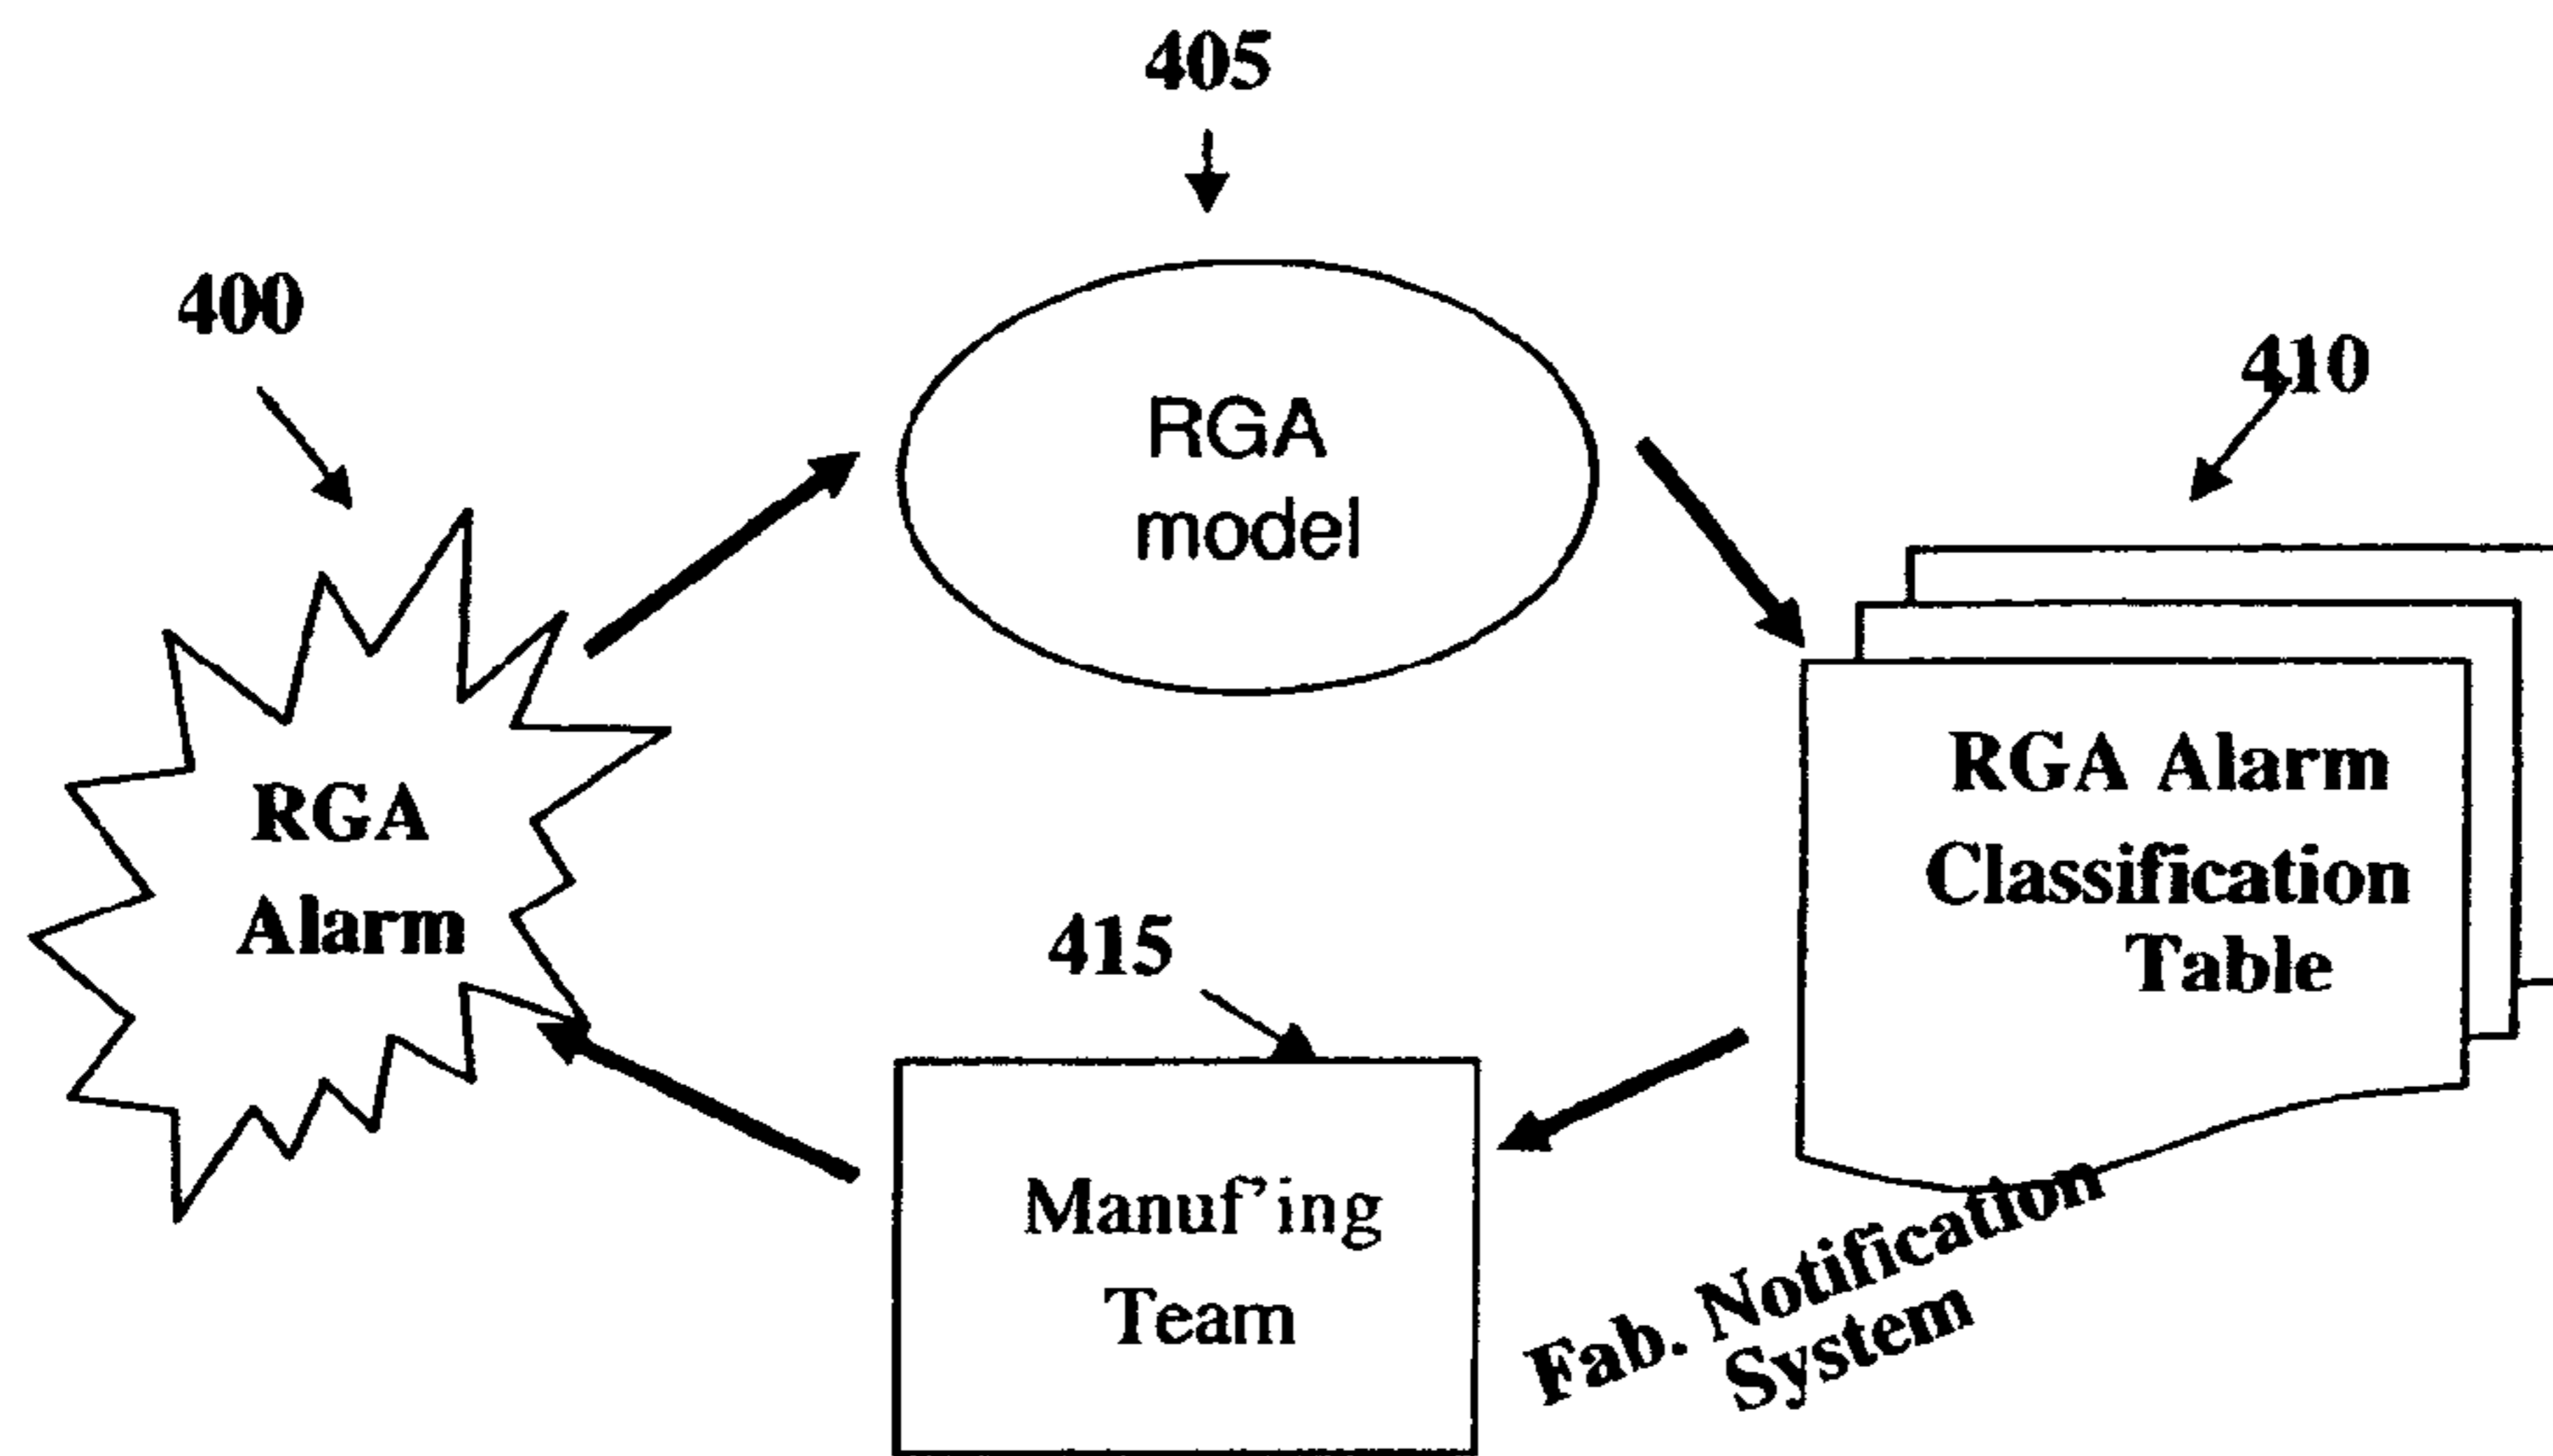 405
400
410
RGA
model
RGA
Alarm
RGA Alarm
Classification
Table
415
Manuf'ing
Team
Fab. Notification
System